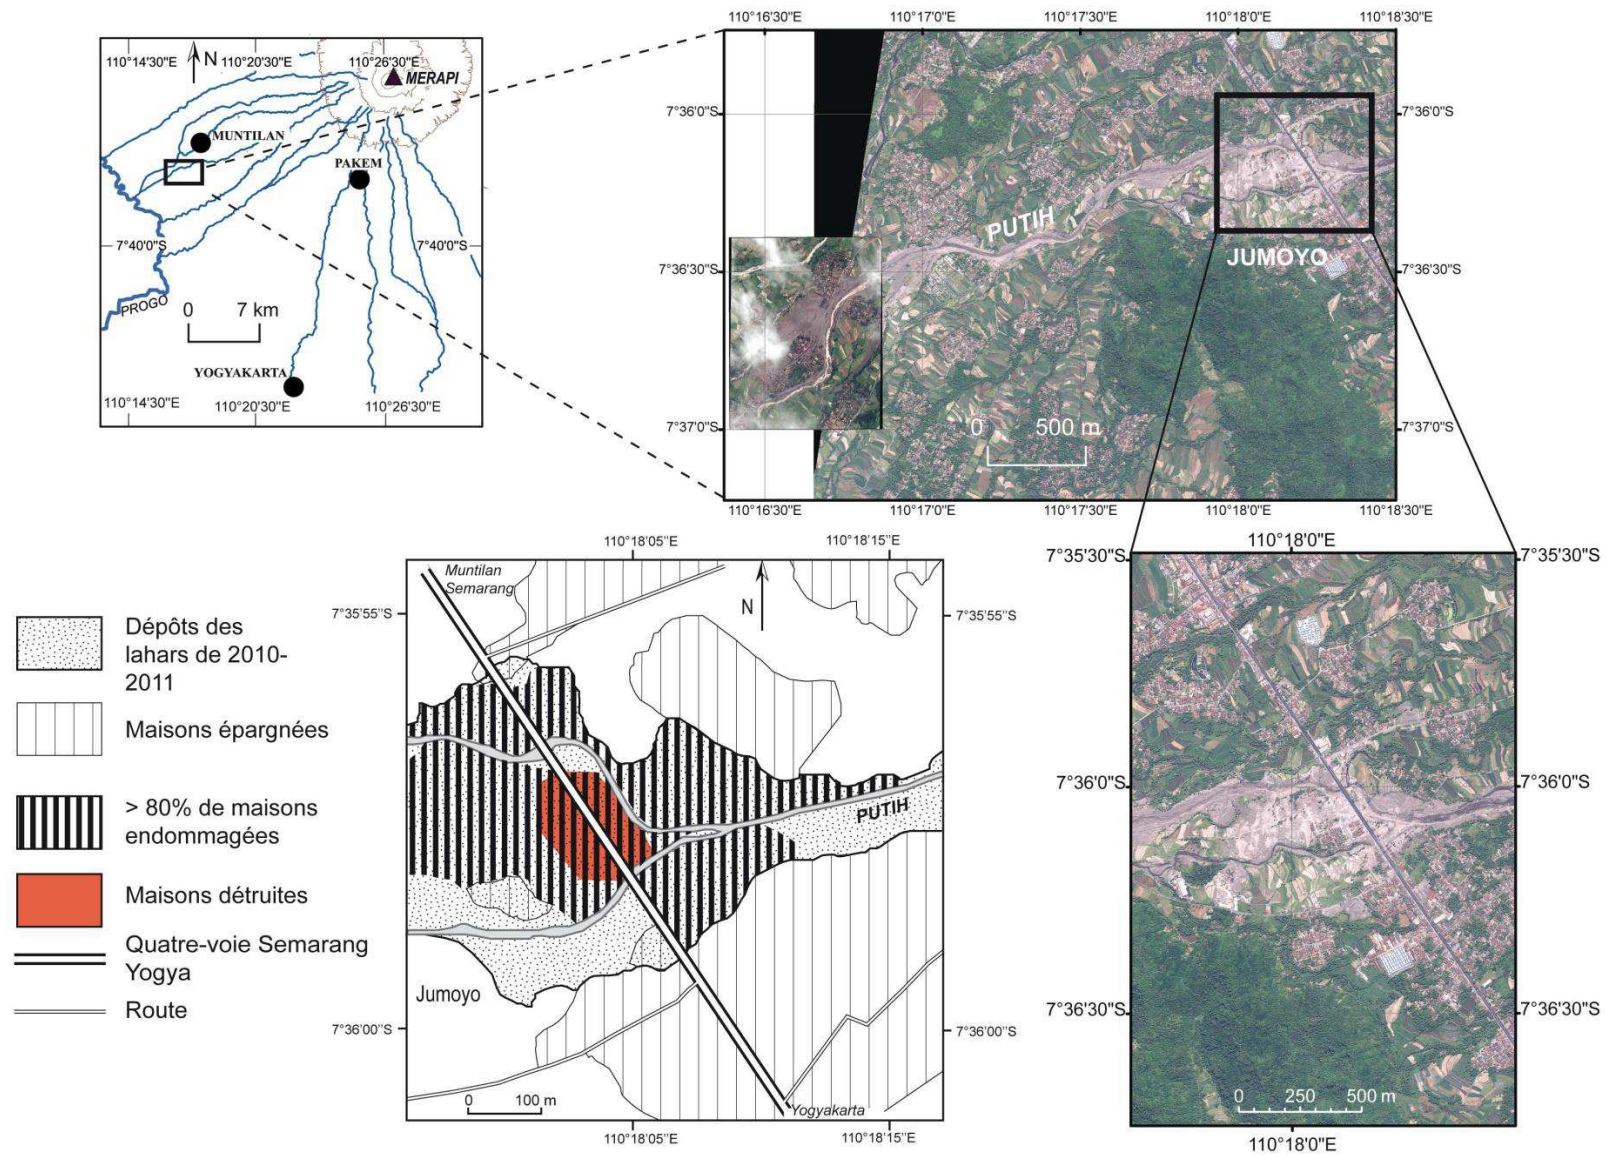 110°14'30"E 110°20'30"E 110°26'30"E
N
MERAPI
MUNTILAN
PAKEM
7°40'0"S 7°40'0"S
PROGO
0 7 km
YOGYAKARTA
110°14'30"E 110°20'30"E 110°26'30"E
110°16'30"E 110°17'0"E 110°17'30"E 110°18'0"E 110°18'30"E
7°36'0"S 7°36'0"S
PUTIH
JUMOYO
7°36'30"S 7°36'30"S
7°37'0"S 7°37'0"S
0 500 m
110°16'30"E 110°17'0"E 110°17'30"E 110°18'0"E 110°18'30"E
Dépôts des
lahars de 2010-
2011
Maisons épargnées
> 80% de maisons
endommagées
Maisons détruites
Quatre-voie Semarang
Yogya
Route
110°18'05"E 110°18'15"E
Muntilan
Semarang
N
7°35'55"S 7°35'55"S
PUTIH
Jumoyo
7°36'00"S 7°36'00"S
0 100 m
Yogyakarta
110°18'05"E 110°18'15"E
110°18'0"E
7°35'30"S 7°35'30"S
7°36'0"S 7°36'0"S
7°36'30"S 7°36'30"S
0 250 500 m
110°18'0"E